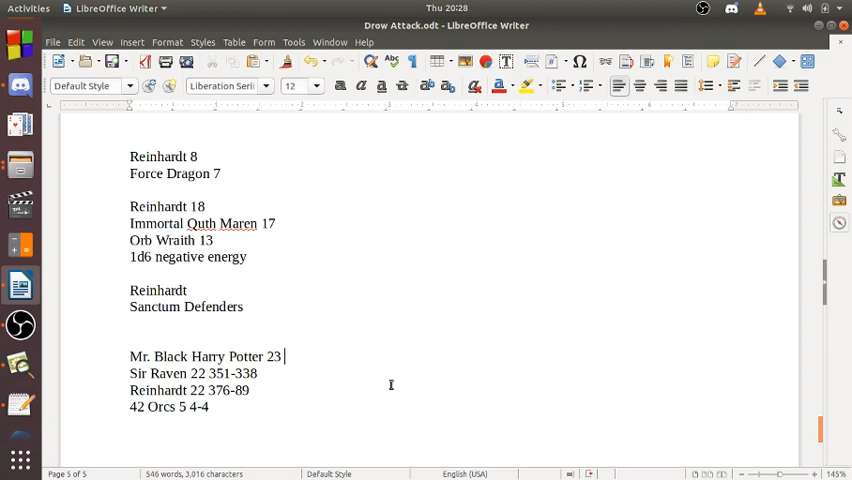 Activities
LibreOffice Writer
Thu 20:28
Drow Attack.odt - LibreOffice Writer
File Edit View Insert Format Styles Table Form Tools Window Help
Default Style
Liberation Seri
12
Reinhardt 8
Force Dragon 7
Reinhardt 18
Immortal Quth Maren 17
Orb Wraith 13
1d6 negative energy
Reinhardt
Sanctum Defenders
Mr. Black Harry Potter 23
Sir Raven 22 351-338
Reinhardt 22 376-89
42 Orcs 5 4-4
Page 5 of 5
546 words, 3,016 characters
Default Style
English (USA)
145%